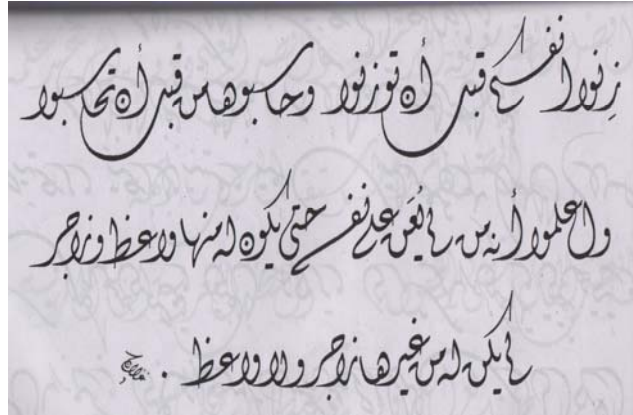 زنوا أنفسكم قبل أن توزنوا وحاسبوها من قبل أن تحاسبوا
واعلموا أنه من لم يُعَن على نفسه حتى يكون له منها واعظ وزاجر
لم يكن له من غيرها زاجر ولا واعظ .